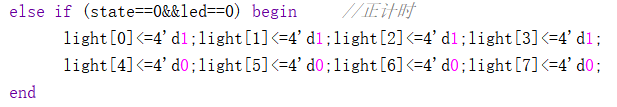 else if (state==0&&led==0) begin //正计时
light[0]<=4'd1;light[1]<=4'd1;light[2]<=4'd1;light[3]<=4'd1;
light[4]<=4'd0;light[5]<=4'd0;light[6]<=4'd0;light[7]<=4'd0;
end